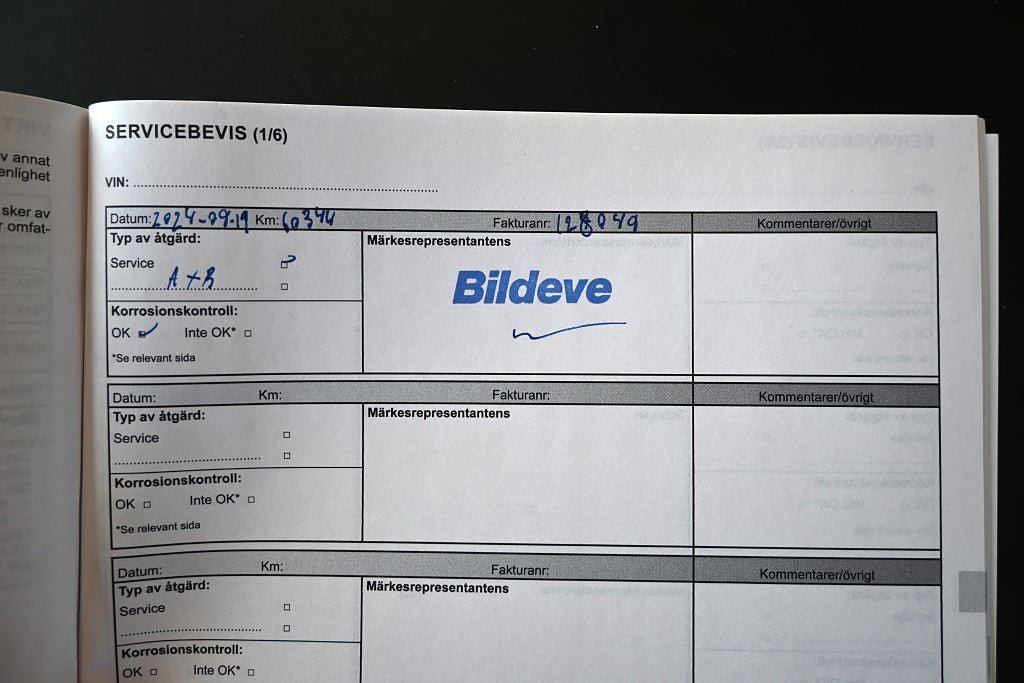 v annat
enlighet
sker av
r omfat-
SERVICEBEVIS (1/6)
VIN:
Datum: 2024-09-19 Km: 60344 Fakturanr: 128049 Kommentarer/övrigt
Typ av åtgärd: Märkesrepresentantens
Service
A+B
Bildeve
Korrosionskontroll:
OK Inte OK*
*Se relevant sida
Datum: Km: Fakturanr: Kommentarer/övrigt
Typ av åtgärd: Märkesrepresentantens
Service
Korrosionskontroll:
OK Inte OK*
*Se relevant sida
Datum: Km: Fakturanr: Kommentarer/övrigt
Typ av åtgärd: Märkesrepresentantens
Service
Korrosionskontroll:
OK Inte OK*